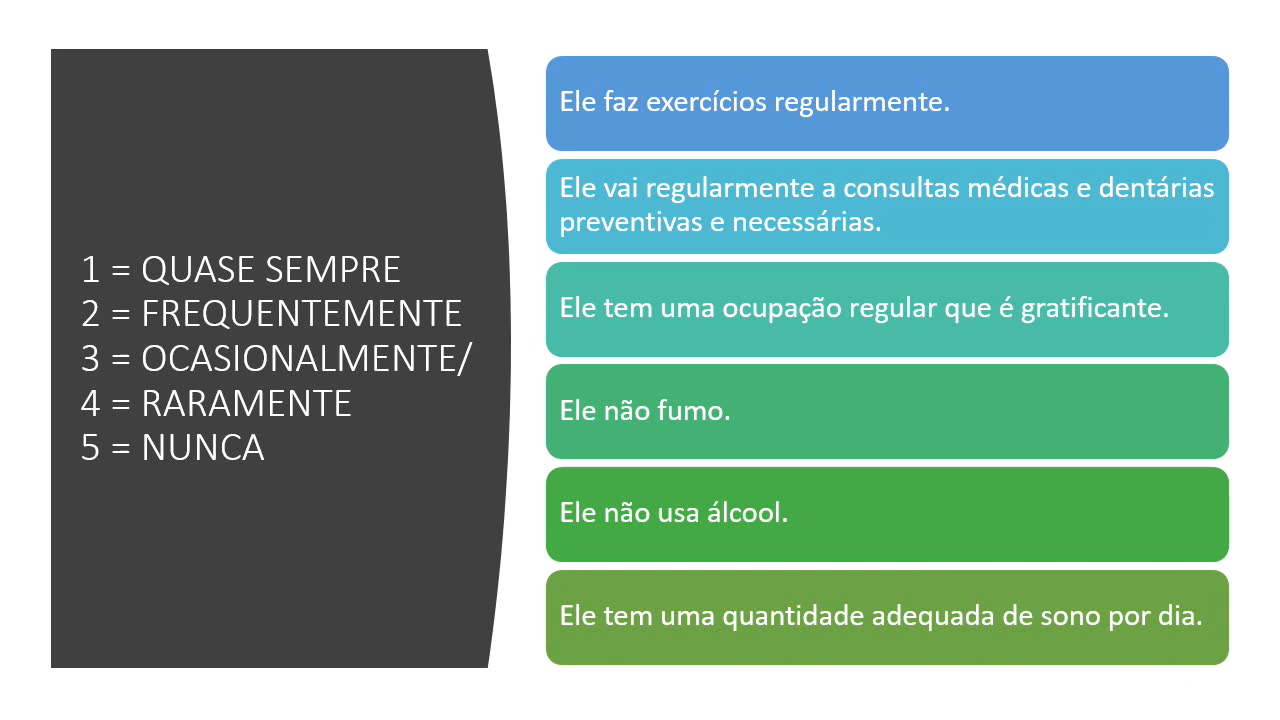 1 = QUASE SEMPRE
2 = FREQUENTEMENTE
3 = OCASIONALMENTE/
4 = RARAMENTE
5 = NUNCA
Ele faz exercícios regularmente.
Ele vai regularmente a consultas médicas e dentárias
preventivas e necessárias.
Ele tem uma ocupação regular que é gratificante.
Ele não fumo.
Ele não usa álcool.
Ele tem uma quantidade adequada de sono por dia.